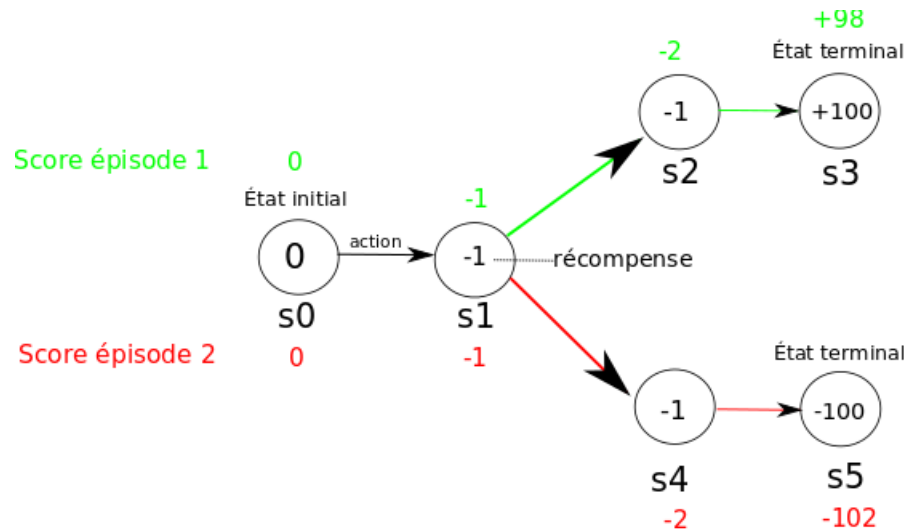 +98
-2
État terminal
-1
+100
Score épisode 1
0
s2
s3
État initial
-1
action
0
-1
récompense
s0
s1
Score épisode 2
0
-1
État terminal
-1
-100
s4
s5
-2
-102